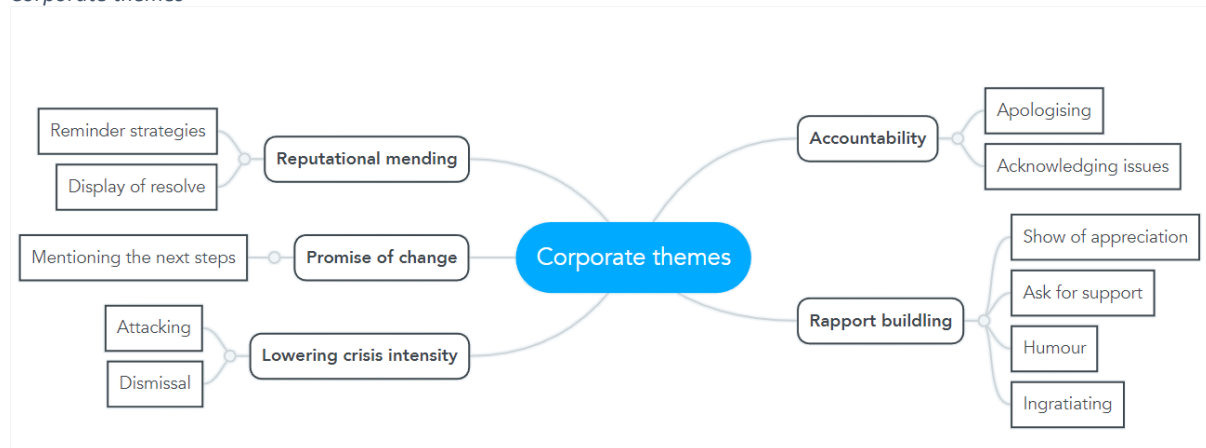 corporate themes
Reminder strategies
Display of resolve
Reputational mending
Mentioning the next steps
Promise of change
Attacking
Dismissal
Lowering crisis intensity
Corporate themes
Accountability
Apologising
Acknowledging issues
Rapport buildling
Show of appreciation
Ask for support
Humour
Ingratiating